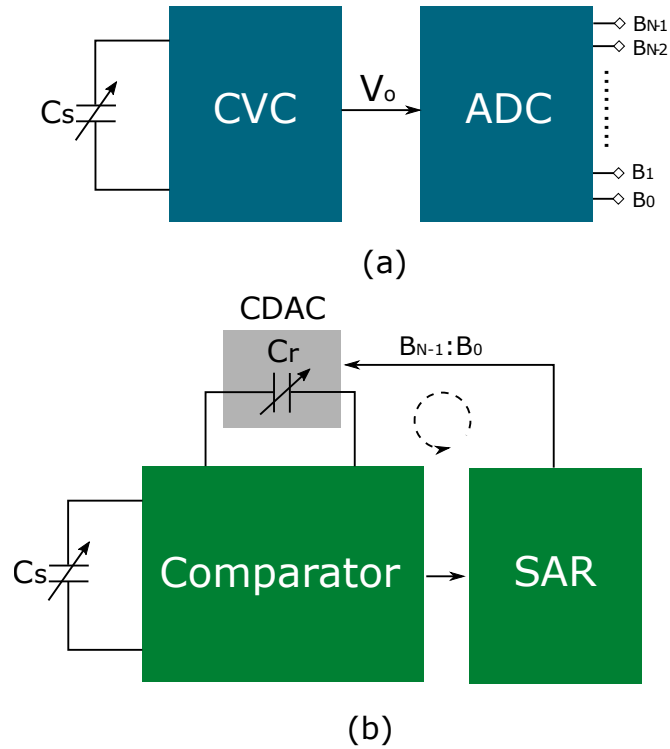 BN-1
BN-2
Cs
CVC
Vo
ADC
B1
B0
(a)
CDAC
Cr
BN-1:B0
Cs
Comparator
SAR
(b)